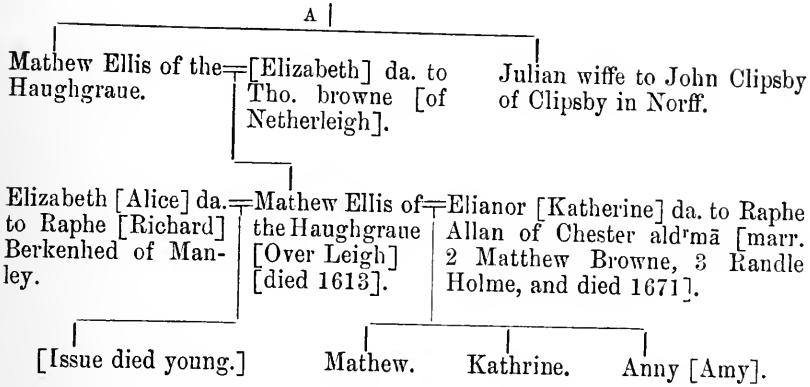 A
Mathew Ellis of the
Haughgraue.
[Elizabeth] da. to
Tho. browne [of
Netherleigh].
Julian wiffe to John Clipsby
of Clipsby in Norff.
Elizabeth [Alice] da.
to Raphe [Richard]
Berkenhed of Man-
ley.
Mathew Ellis of
the Haughgraue
[Over Leigh]
[died 1613].
Elianor [Katherine] da. to Raphe
Allan of Chester aldʳmā [marr.
2 Matthew Browne, 3 Randle
Holme, and died 1671].
[Issue died young.]
Mathew.
Kathrine.
Anny [Amy].